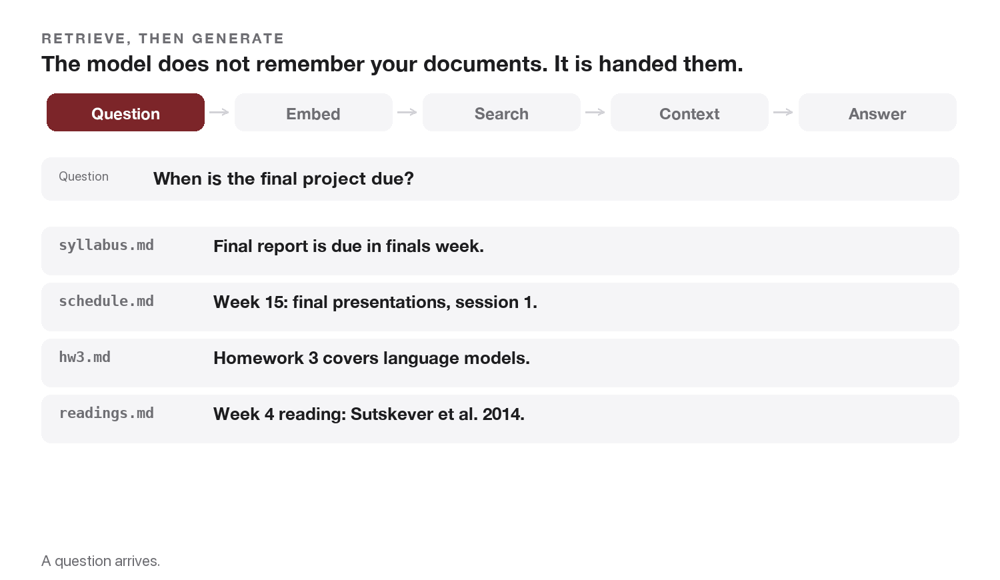 RETRIEVE, THEN GENERATE
The model does not remember your documents. It is handed them.
Question → Embed → Search → Context → Answer
Question When is the final project due?
syllabus.md Final report is due in finals week.
schedule.md Week 15: final presentations, session 1.
hw3.md Homework 3 covers language models.
readings.md Week 4 reading: Sutskever et al. 2014.
A question arrives.